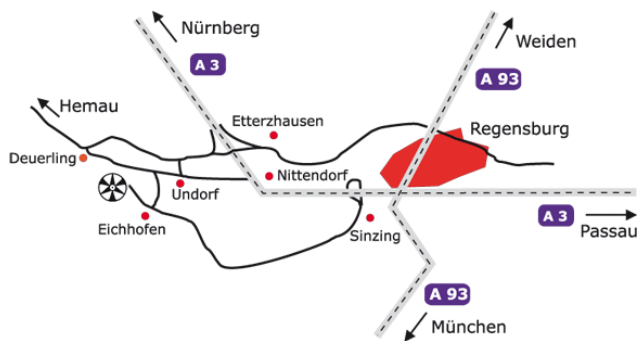 Nürnberg
A 3
Weiden
A 93
Hemau
Etterzhausen
Regensburg
Deuerling
Undorf
Nittendorf
Eichhofen
Sinzing
A 3
Passau
A 93
München